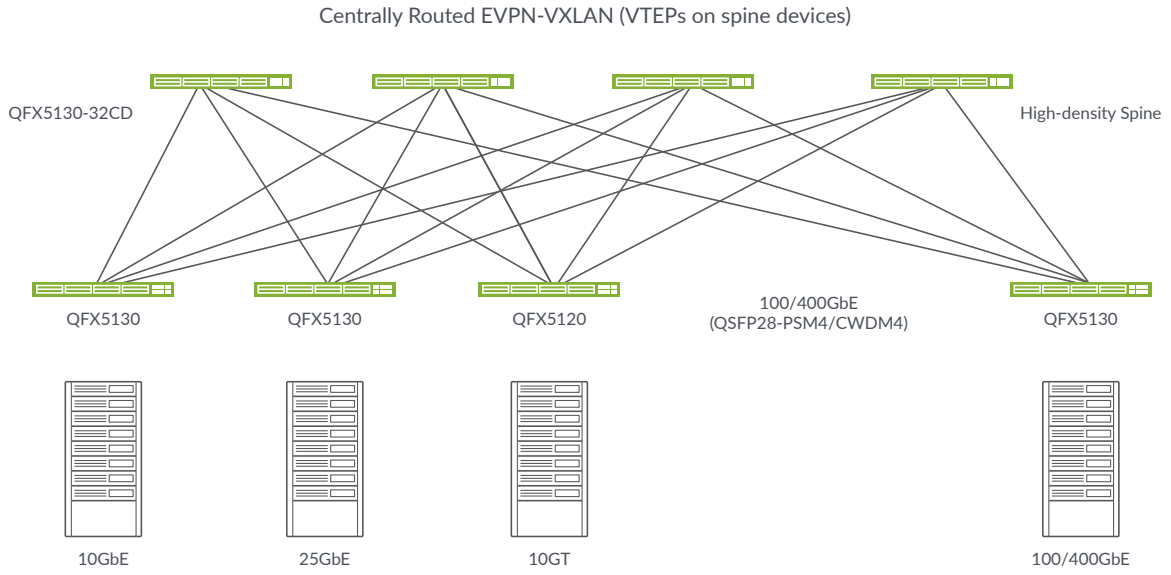 Centrally Routed EVPN-VXLAN (VTEPs on spine devices)
QFX5130-32CD
High-density Spine
QFX5130
QFX5130
QFX5120
100/400GbE
(QSFP28-PSM4/CWDM4)
QFX5130
10GbE
25GbE
10GT
100/400GbE